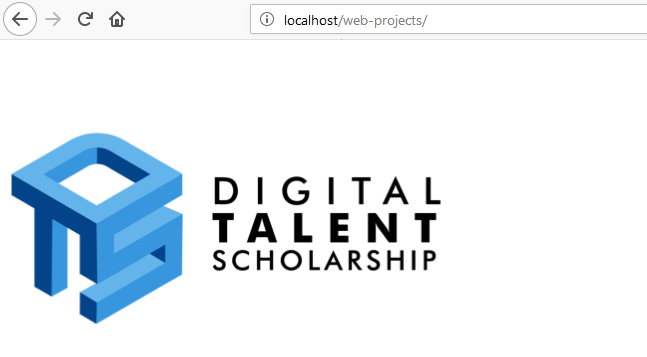 localhost/web-projects/
DIGITAL
TALENT
SCHOLARSHIP